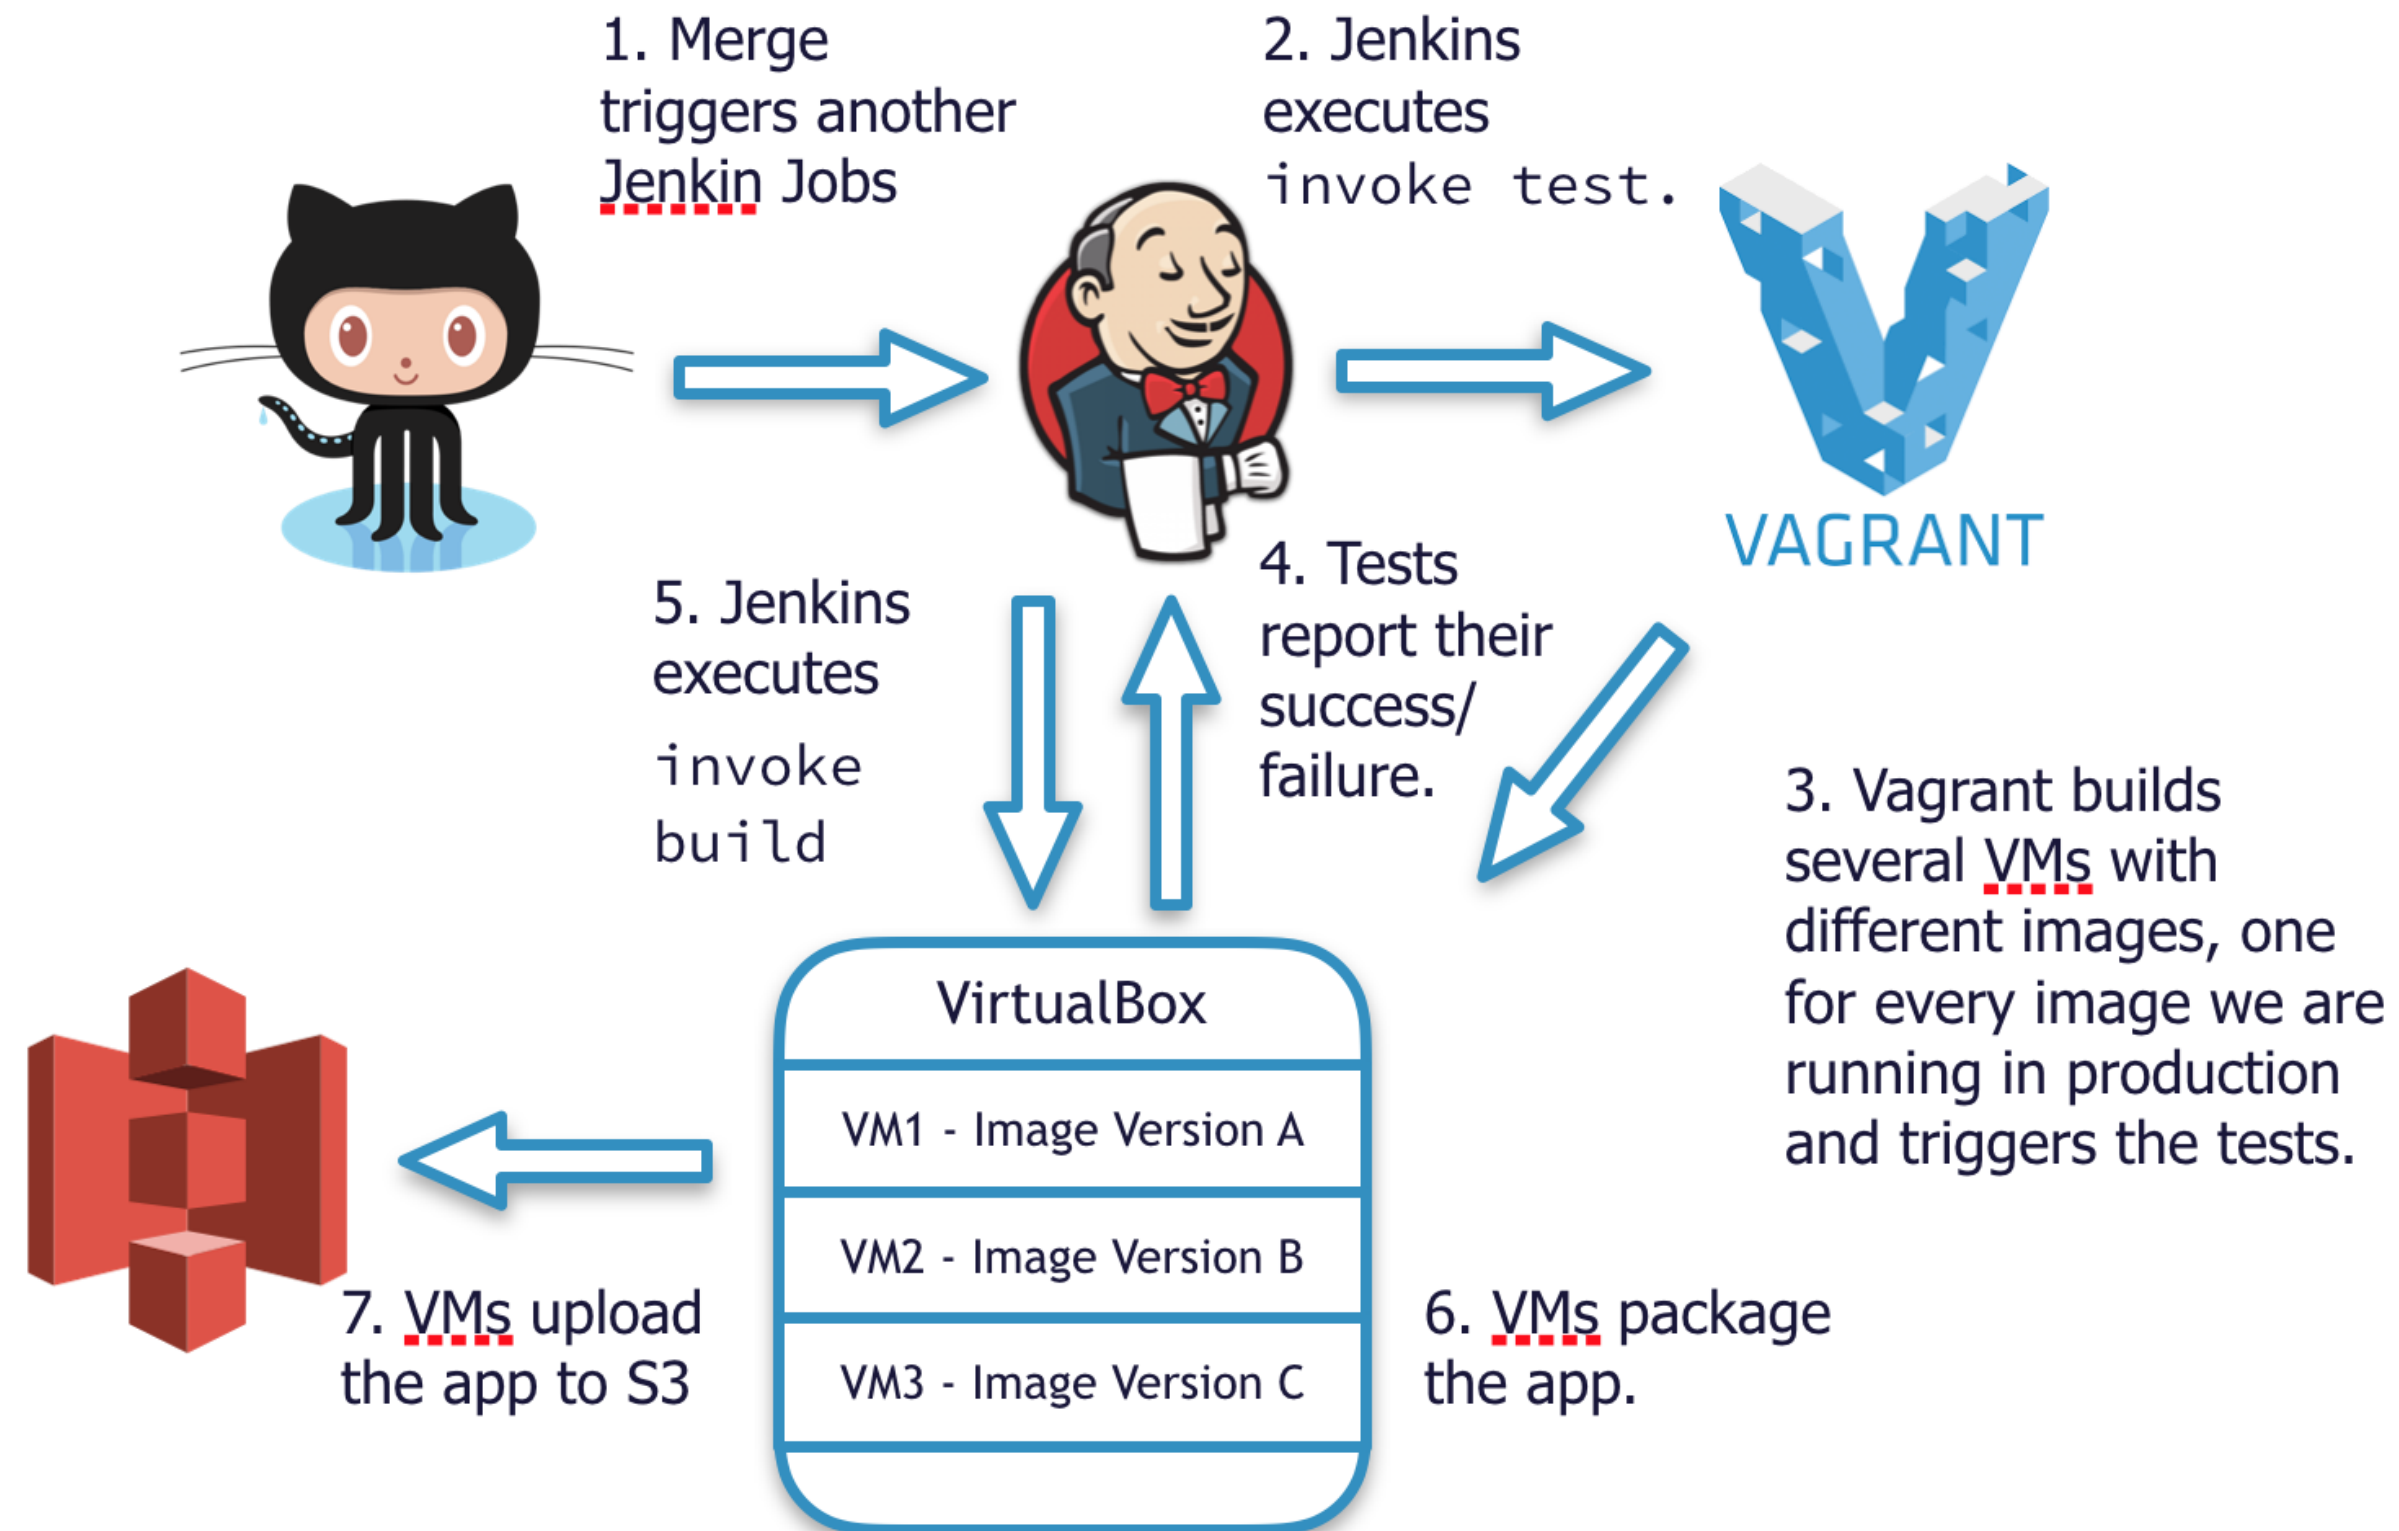 1. Merge
triggers another
Jenkin Jobs
2. Jenkins
executes
invoke test.
VAGRANT
3. Vagrant builds
several VMs with
different images, one
for every image we are
running in production
and triggers the tests.
4. Tests
report their
success/
failure.
5. Jenkins
executes
invoke
build
VirtualBox
VM1 - Image Version A
VM2 - Image Version B
VM3 - Image Version C
6. VMs package
the app.
7. VMs upload
the app to S3